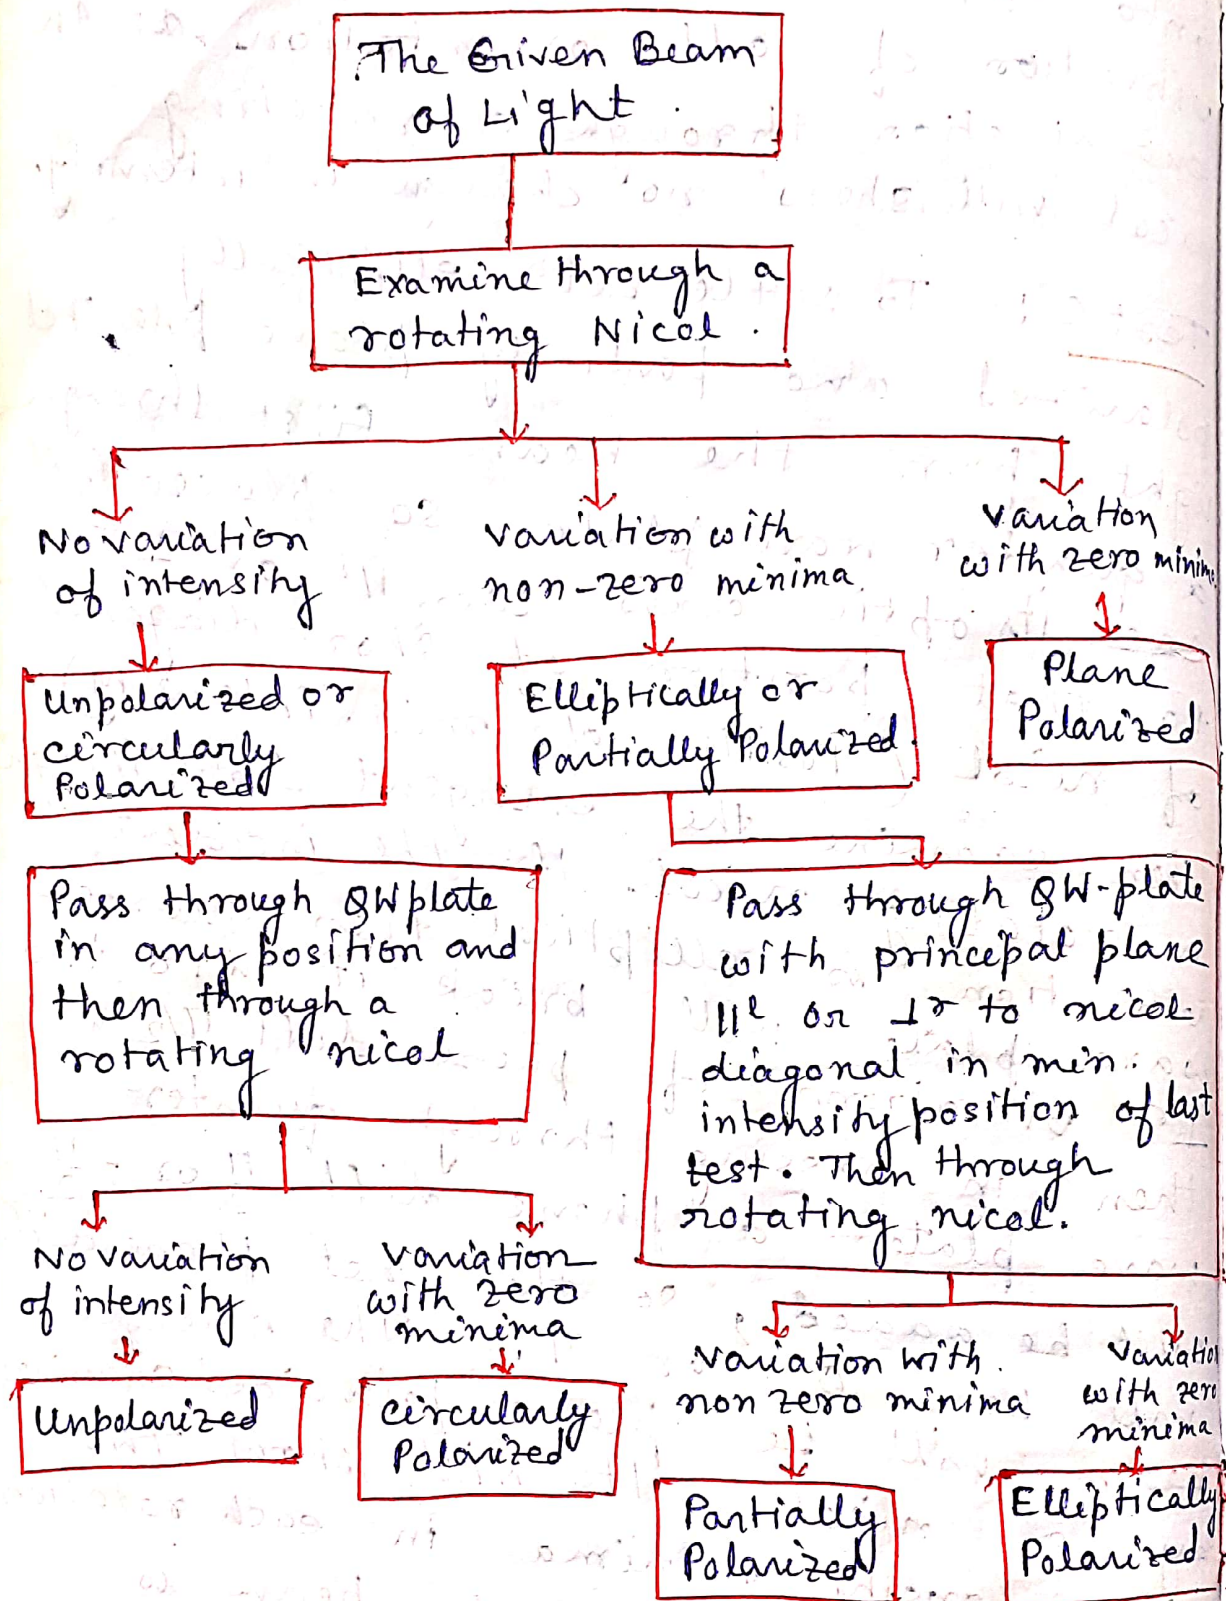 The Given Beam
of Light.
Examine through a
rotating Nicol.
No variation
of intensity
Variation with
non-zero minima.
Variation
with zero minima
Unpolarized or
circularly
Polarized
Elliptically or
Partially Polarized.
Plane
Polarized
Pass through QW plate
in any position and
then through a
rotating nicol
Pass through QW-plate
with principal plane
||l or ⊥r to nicol
diagonal in min.
intensity position of last
test. Then through
rotating nicol.
No variation
of intensity
Variation
with zero
minima
Variation with
non zero minima
Variation
with zero
minima
Unpolarized
circularly
Polarized
Partially
Polarized
Elliptically
Polarized